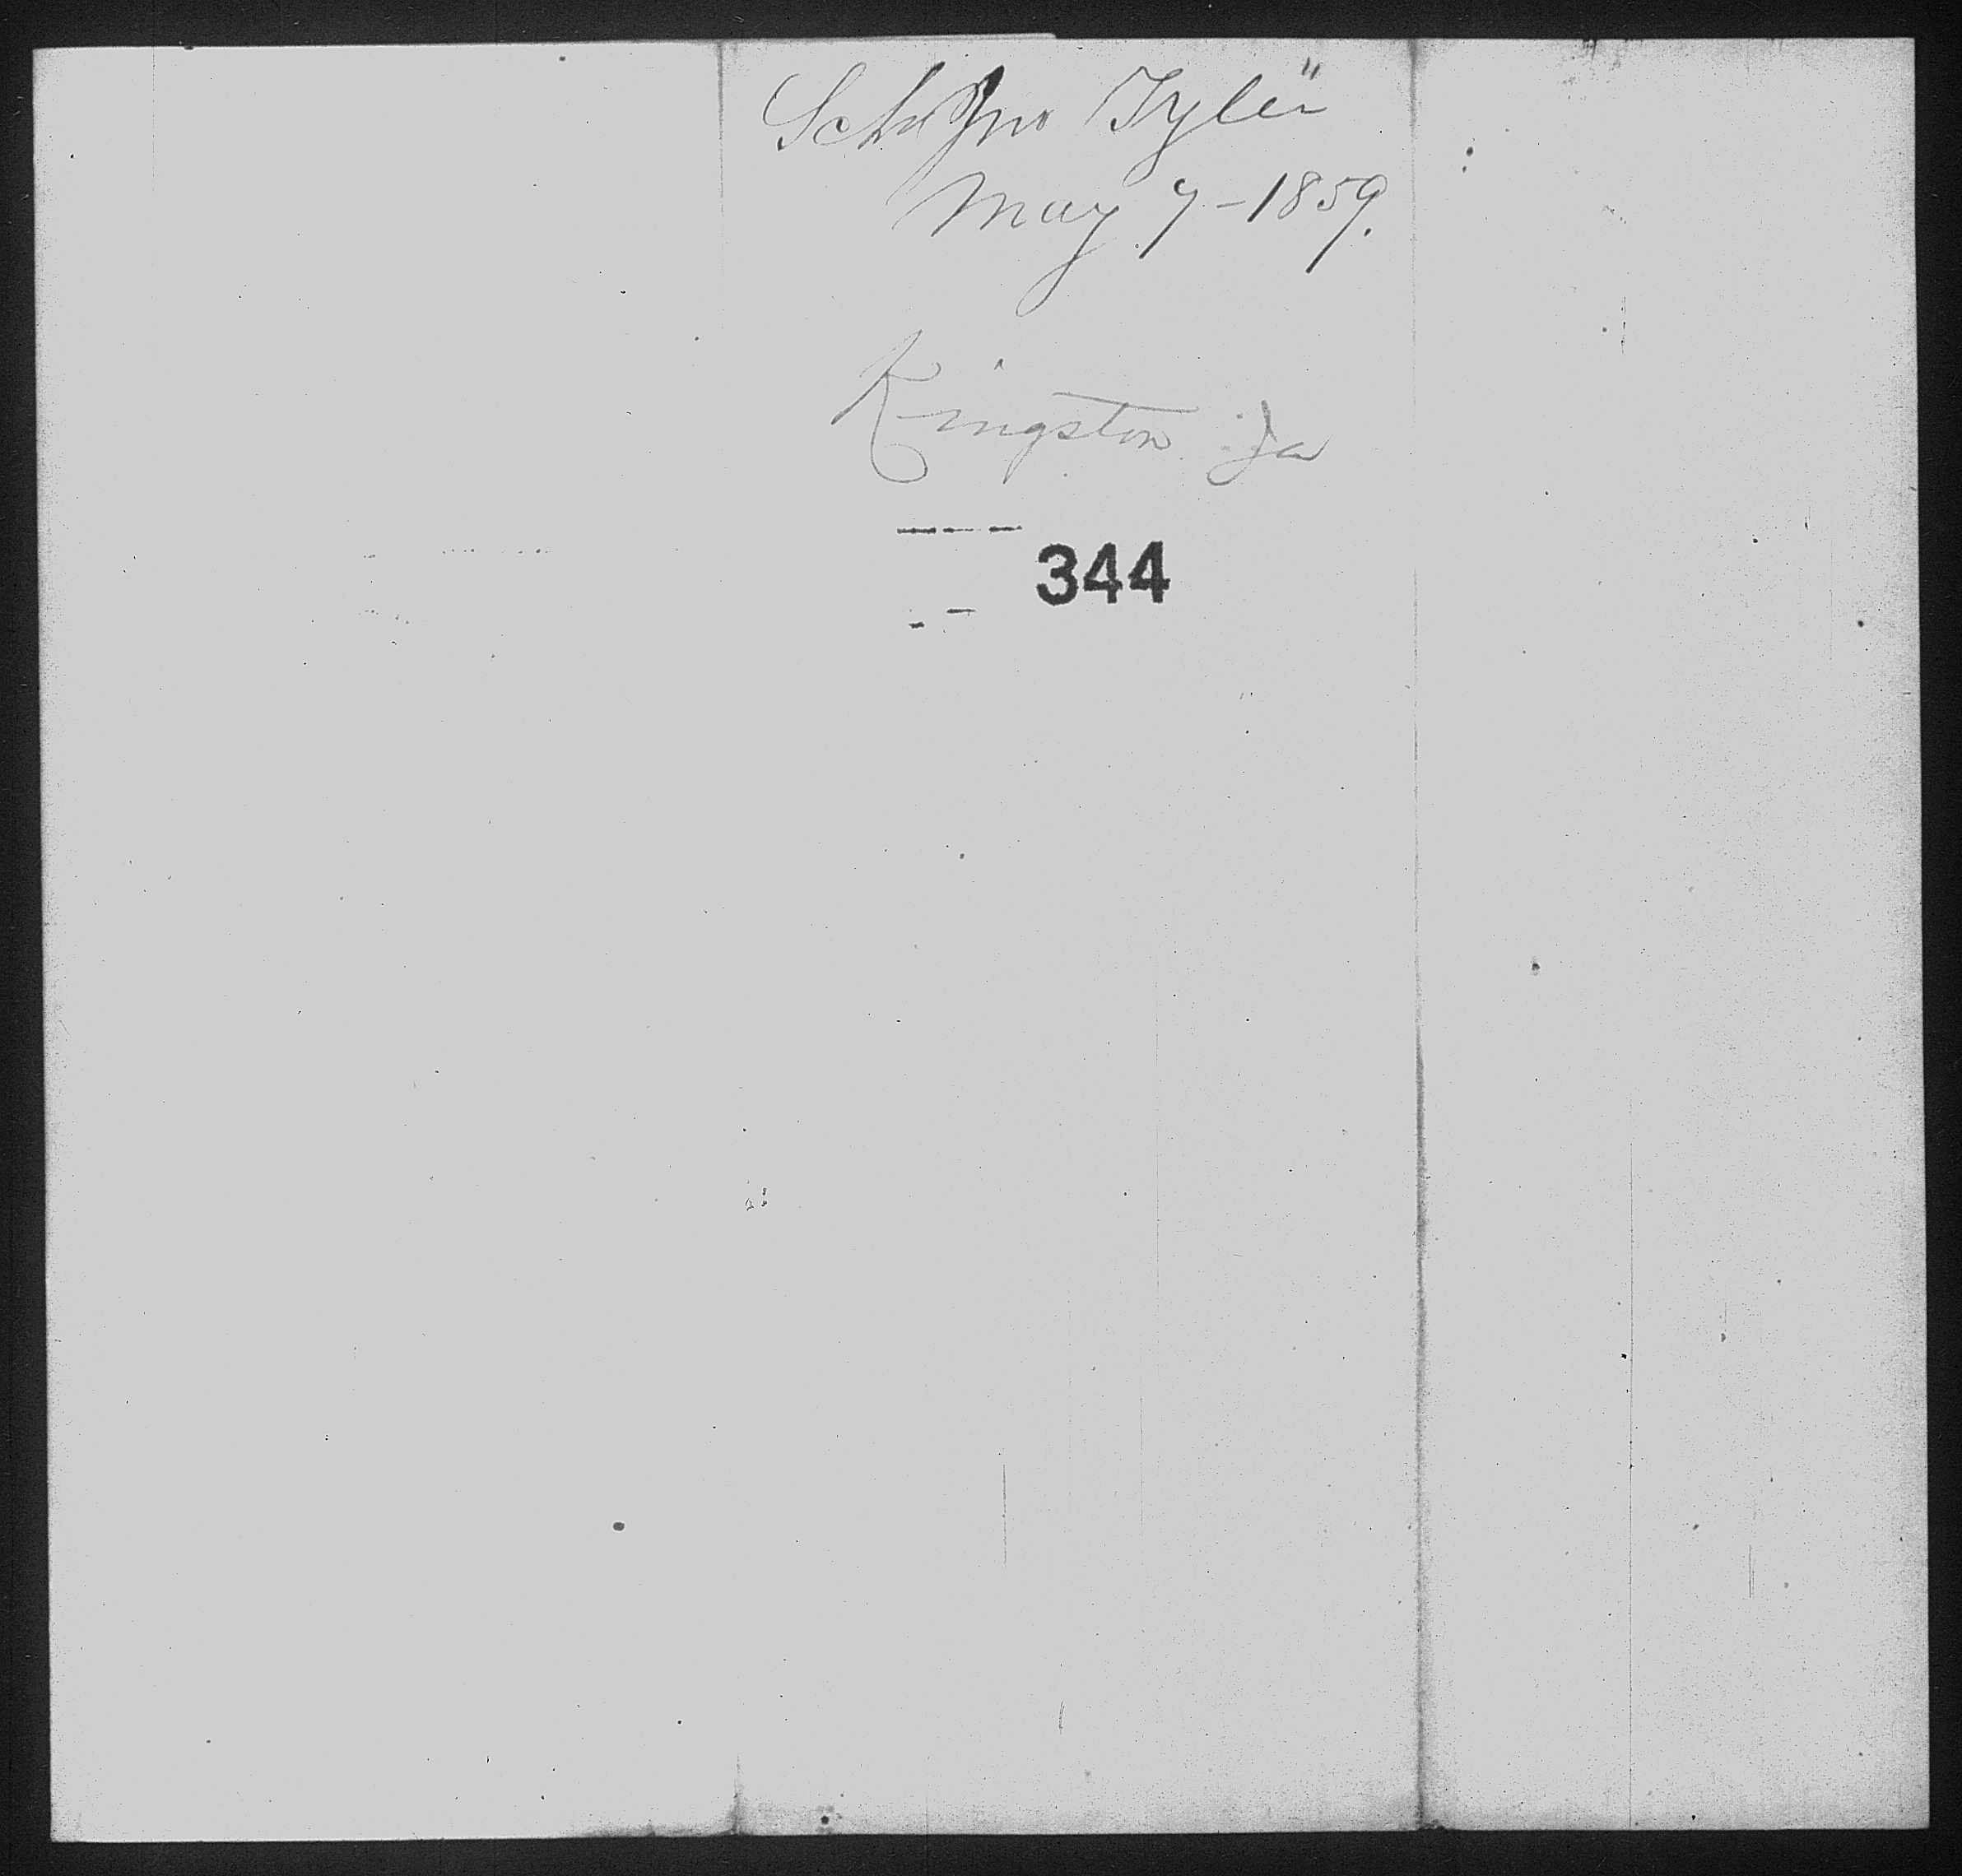 Schr Jno Tyler"
May 7-1859.
Kingston Ja
344